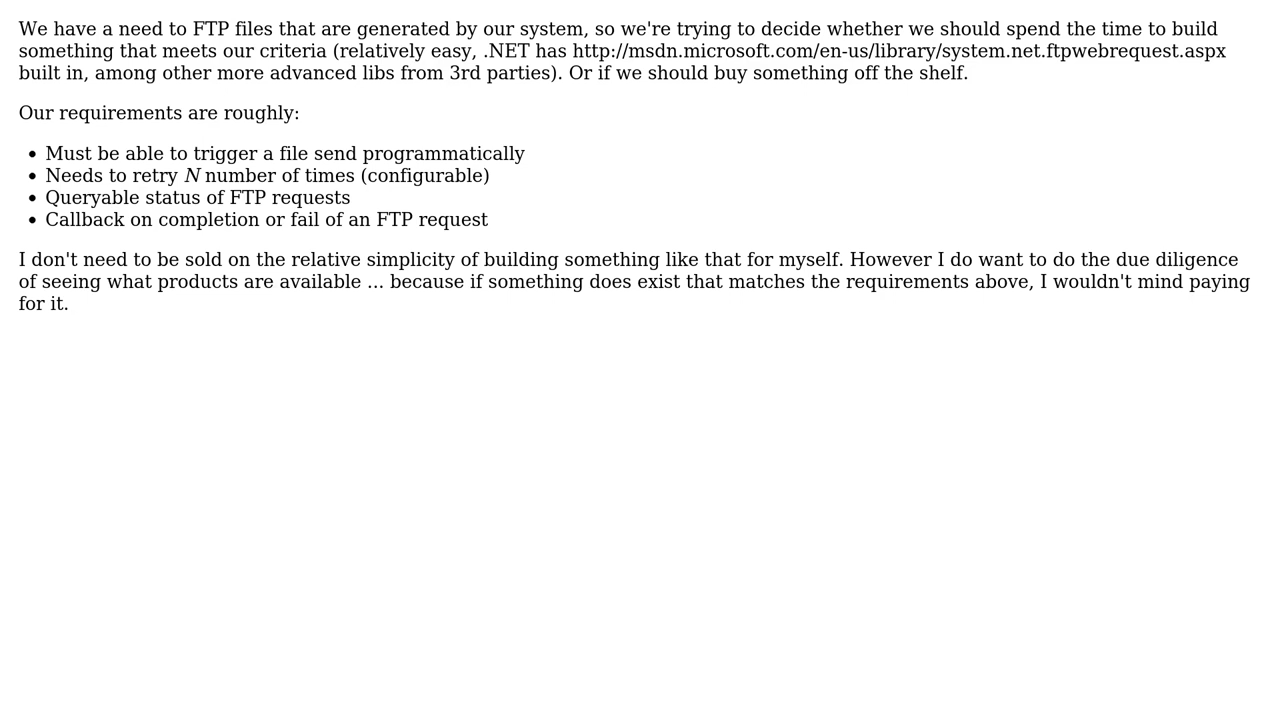 We have a need to FTP files that are generated by our system, so we're trying to decide whether we should spend the time to build
something that meets our criteria (relatively easy, .NET has http://msdn.microsoft.com/en-us/library/system.net.ftpwebrequest.aspx
built in, among other more advanced libs from 3rd parties). Or if we should buy something off the shelf.
Our requirements are roughly:
• Must be able to trigger a file send programmatically
• Needs to retry N number of times (configurable)
• Queryable status of FTP requests
• Callback on completion or fail of an FTP request
I don't need to be sold on the relative simplicity of building something like that for myself. However I do want to do the due diligence
of seeing what products are available ... because if something does exist that matches the requirements above, I wouldn't mind paying
for it.